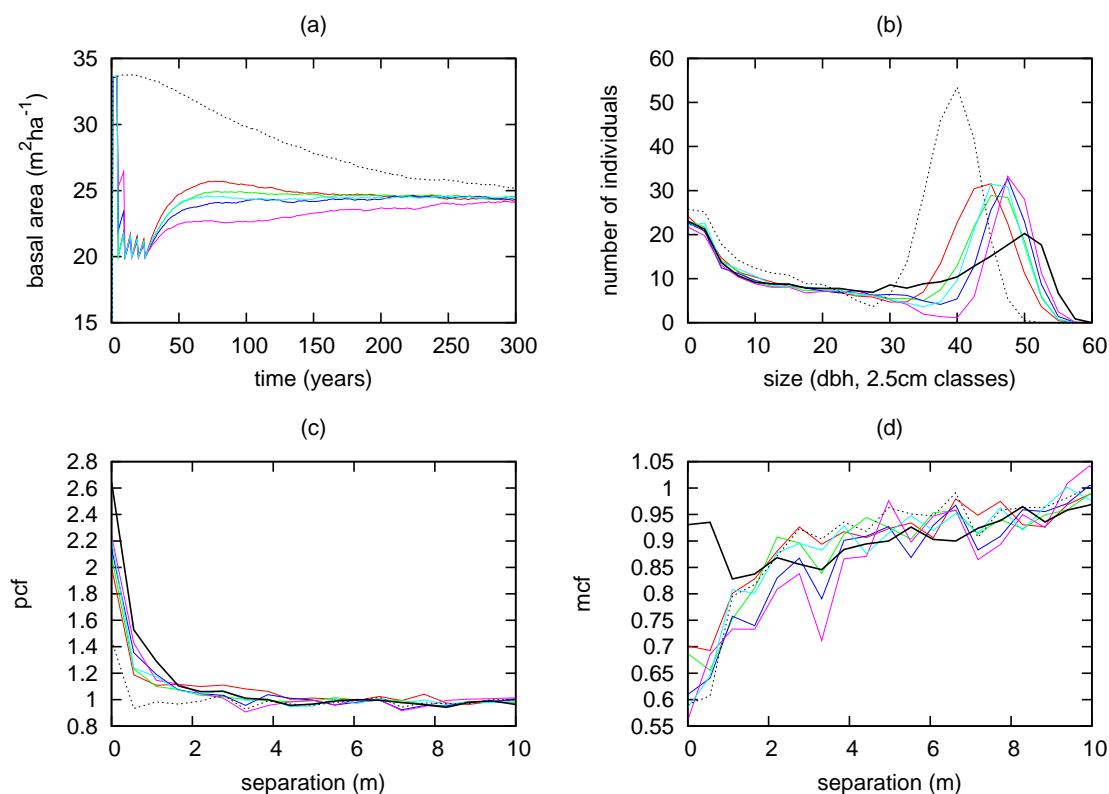 (a)
basal area (m²ha⁻¹)
35
30
25
20
15
0 50 100 150 200 250 300
time (years)
(b)
number of individuals
60
50
40
30
20
10
0
0 10 20 30 40 50 60
size (dbh, 2.5cm classes)
(c)
pcf
2.8
2.6
2.4
2.2
2
1.8
1.6
1.4
1.2
1
0.8
0 2 4 6 8 10
separation (m)
(d)
mcf
1.05
1
0.95
0.9
0.85
0.8
0.75
0.7
0.65
0.6
0.55
0 2 4 6 8 10
separation (m)